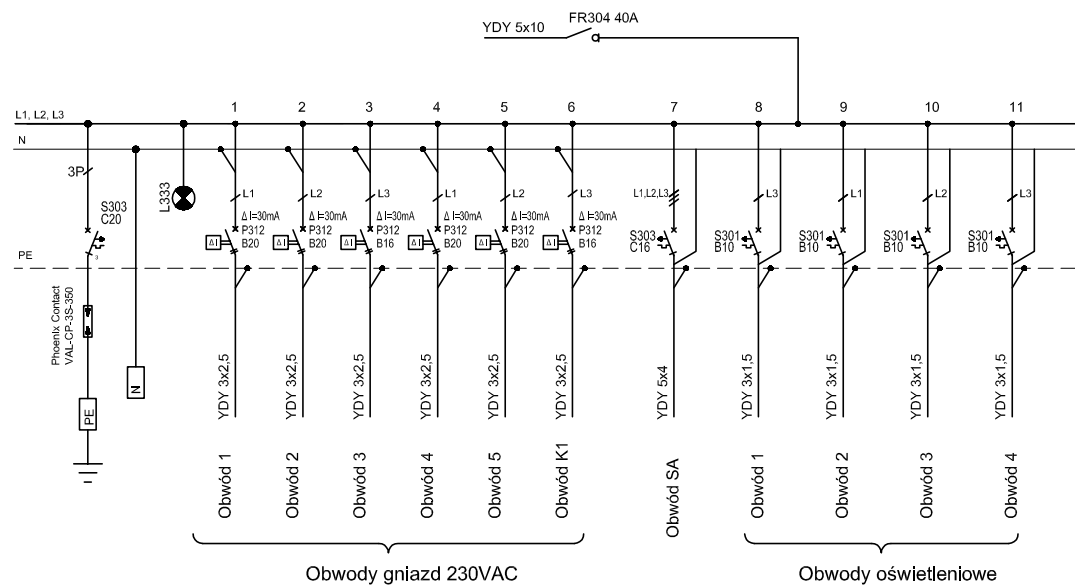 FR304 40A
YDY 5x10
1 2 3 4 5 6 7 8 9 10 11
L1, L2, L3
N
3P
L333
L1 L2 L3 L1 L2 L3 L1,L2,L3 L3 L1 L2 L3
S303
C20
3
Δ I=30mA Δ I=30mA Δ I=30mA Δ I=30mA Δ I=30mA Δ I=30mA
P312 P312 P312 P312 P312 P312
B20 B20 B16 B20 B20 B16
Δ I Δ I Δ I Δ I Δ I Δ I
S303 S301 S301 S301 S301
C16 B10 B10 B10 B10
PE
Phoenix Contact
VAL-CP-3S-350
N
PE
YDY 3x2,5
YDY 3x2,5
YDY 3x2,5
YDY 3x2,5
YDY 3x2,5
YDY 3x2,5
YDY 5x4
YDY 3x1,5
YDY 3x1,5
YDY 3x1,5
YDY 3x1,5
Obwód 1
Obwód 2
Obwód 3
Obwód 4
Obwód 5
Obwód K1
Obwód SA
Obwód 1
Obwód 2
Obwód 3
Obwód 4
Obwody gniazd 230VAC
Obwody oświetleniowe